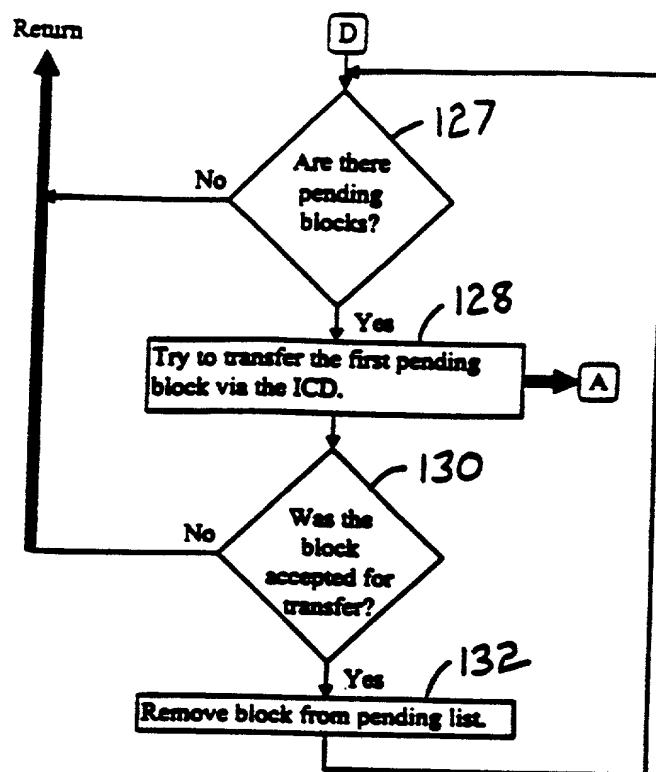 Return
D
127
Are there
pending
blocks?
No
Yes
128
Try to transfer the first pending
block via the ICD.
A
130
Was the
block
accepted for
transfer?
No
Yes
132
Remove block from pending list.